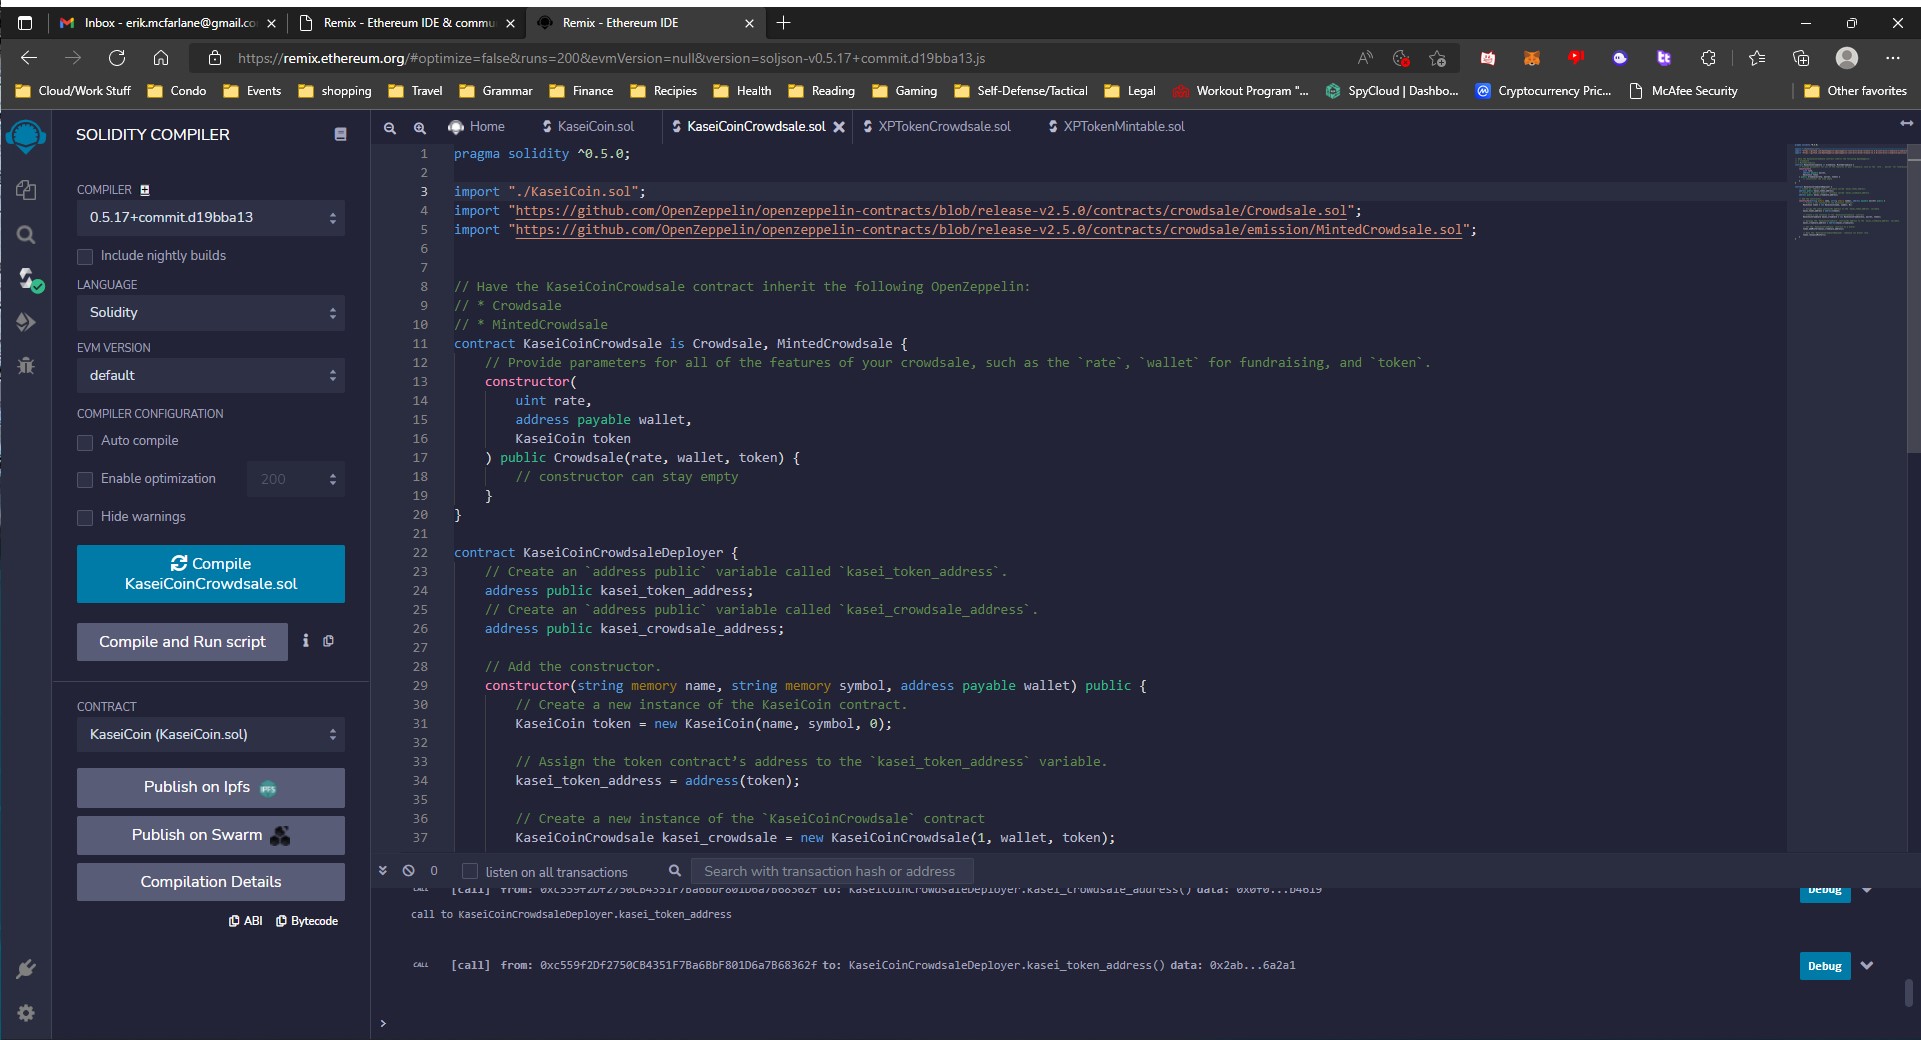 Inbox - erik.mcfarlane@gmail.co
Remix - Ethereum IDE & commu
Remix - Ethereum IDE
https://remix.ethereum.org/#optimize=false&runs=200&evmVersion=null&version=soljson-v0.5.17+commit.d19bba13.js
Cloud/Work Stuff Condo Events shopping Travel Grammar Finance Recipies Health Reading Gaming Self-Defense/Tactical Legal Workout Program "... SpyCloud | Dashbo... Cryptocurrency Pric... McAfee Security Other favorites
SOLIDITY COMPILER
COMPILER
0.5.17+commit.d19bba13
Include nightly builds
LANGUAGE
Solidity
EVM VERSION
default
COMPILER CONFIGURATION
Auto compile
Enable optimization 200
Hide warnings
Compile
KaseiCoinCrowdsale.sol
Compile and Run script
CONTRACT
KaseiCoin (KaseiCoin.sol)
Publish on Ipfs IPFS
Publish on Swarm
Compilation Details
ABI Bytecode
Home KaseiCoin.sol KaseiCoinCrowdsale.sol XPTokenCrowdsale.sol XPTokenMintable.sol
1 pragma solidity ^0.5.0;
2
3 import "./KaseiCoin.sol";
4 import "https://github.com/OpenZeppelin/openzeppelin-contracts/blob/release-v2.5.0/contracts/crowdsale/Crowdsale.sol";
5 import "https://github.com/OpenZeppelin/openzeppelin-contracts/blob/release-v2.5.0/contracts/crowdsale/emission/MintedCrowdsale.sol";
6
7
8 // Have the KaseiCoinCrowdsale contract inherit the following OpenZeppelin:
9 // * Crowdsale
10 // * MintedCrowdsale
11 contract KaseiCoinCrowdsale is Crowdsale, MintedCrowdsale {
12 // Provide parameters for all of the features of your crowdsale, such as the `rate`, `wallet` for fundraising, and `token`.
13 constructor(
14 uint rate,
15 address payable wallet,
16 KaseiCoin token
17 ) public Crowdsale(rate, wallet, token) {
18 // constructor can stay empty
19 }
20 }
21
22 contract KaseiCoinCrowdsaleDeployer {
23 // Create an `address public` variable called `kasei_token_address`.
24 address public kasei_token_address;
25 // Create an `address public` variable called `kasei_crowdsale_address`.
26 address public kasei_crowdsale_address;
27
28 // Add the constructor.
29 constructor(string memory name, string memory symbol, address payable wallet) public {
30 // Create a new instance of the KaseiCoin contract.
31 KaseiCoin token = new KaseiCoin(name, symbol, 0);
32
33 // Assign the token contract’s address to the `kasei_token_address` variable.
34 kasei_token_address = address(token);
35
36 // Create a new instance of the `KaseiCoinCrowdsale` contract
37 KaseiCoinCrowdsale kasei_crowdsale = new KaseiCoinCrowdsale(1, wallet, token);
0 listen on all transactions Search with transaction hash or address
CALL [call] from: 0xc559f2Df2750CB4351F7Ba6BbF801D6a7B68362f to: KaseiCoinCrowdsaleDeployer.kasei_crowdsale_address() data: 0x0f0...b4619 Debug
call to KaseiCoinCrowdsaleDeployer.kasei_token_address
CALL [call] from: 0xc559f2Df2750CB4351F7Ba6BbF801D6a7B68362f to: KaseiCoinCrowdsaleDeployer.kasei_token_address() data: 0x2ab...6a2a1 Debug
>